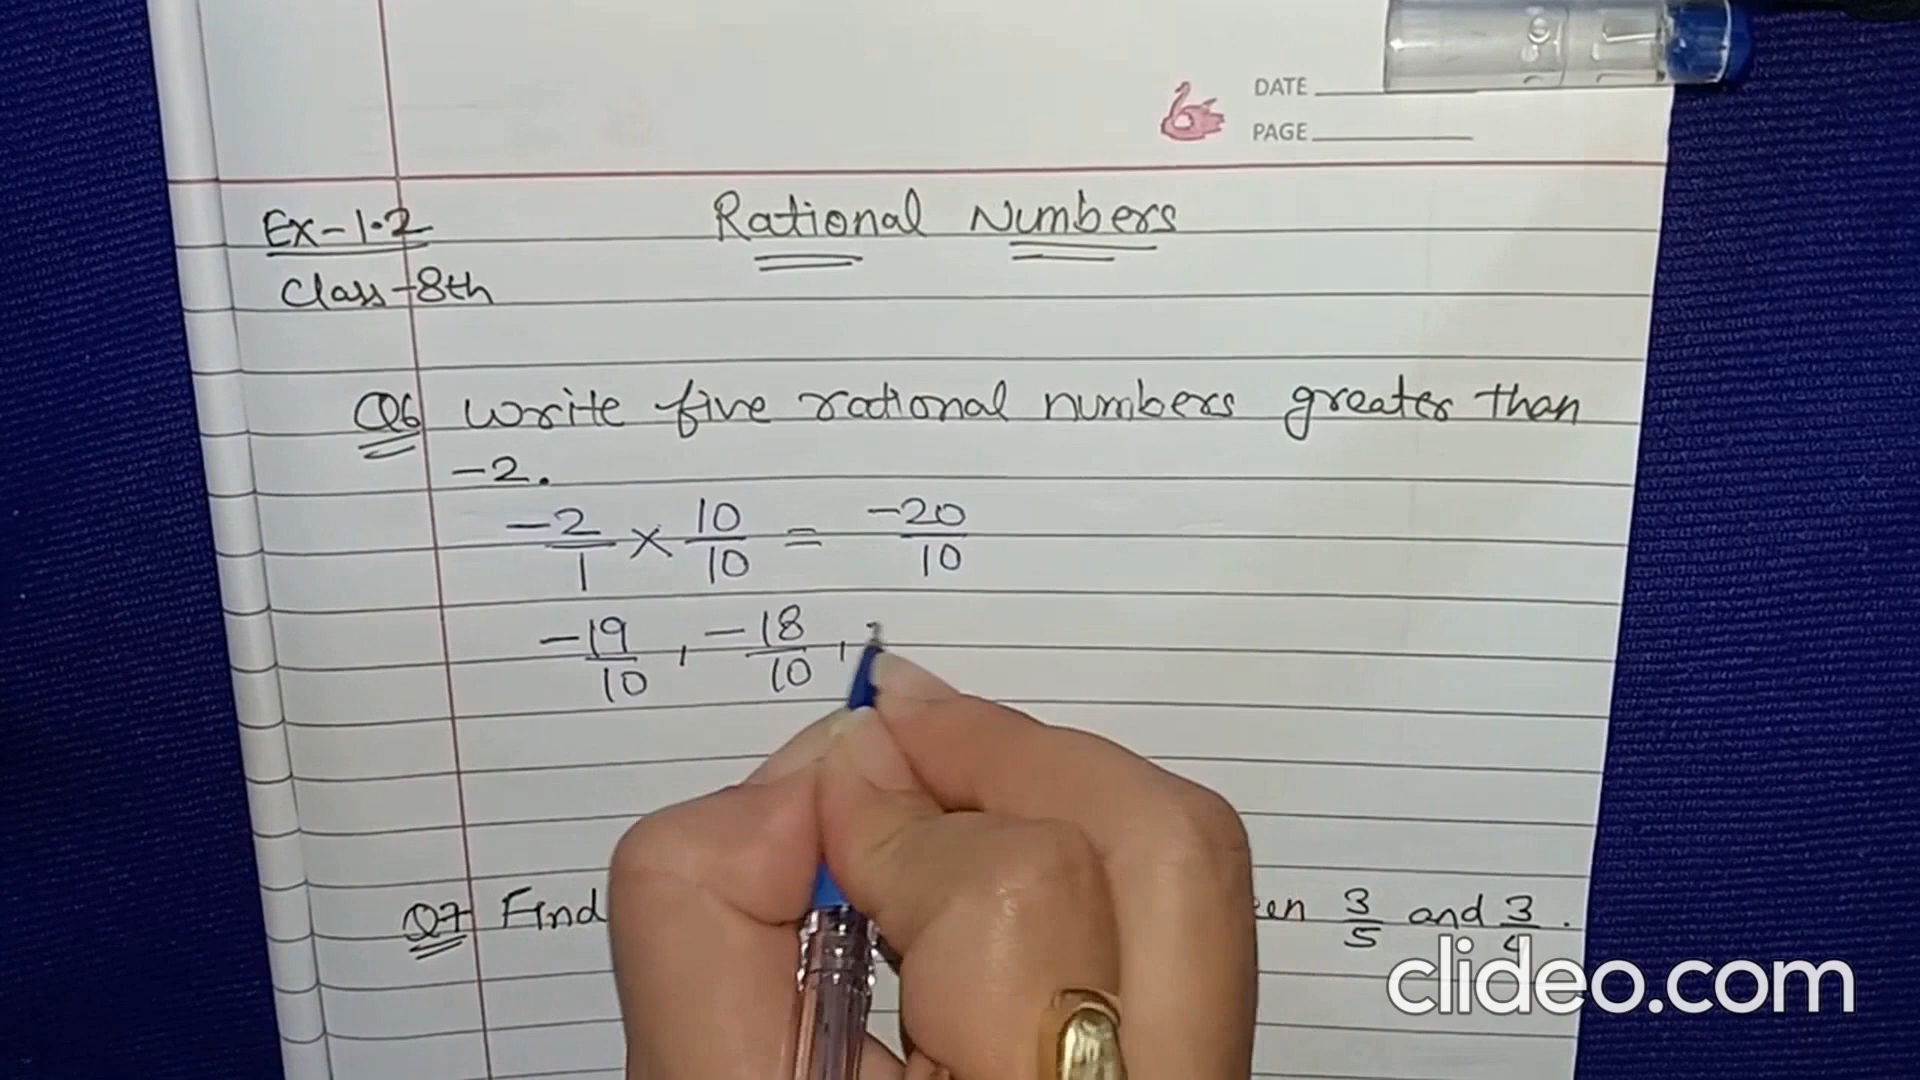 DATE
PAGE
Ex-1.2 Rational Numbers
Class-8th
Q6 Write five rational numbers greater than
-2.
-2/1 × 10/10 = -20/10
-19/10 , -18/10 ,
Q7 Find 3/5 and 3/4 .
clideo.com